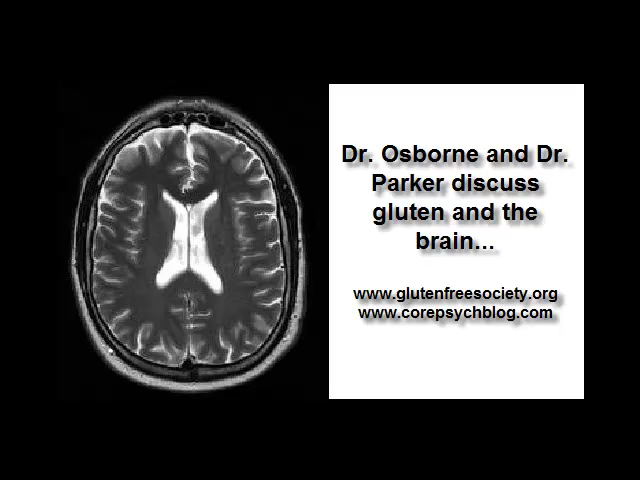 Dr. Osborne and Dr.
Parker discuss
gluten and the
brain...
www.glutenfreesociety.org
www.corepsychblog.com